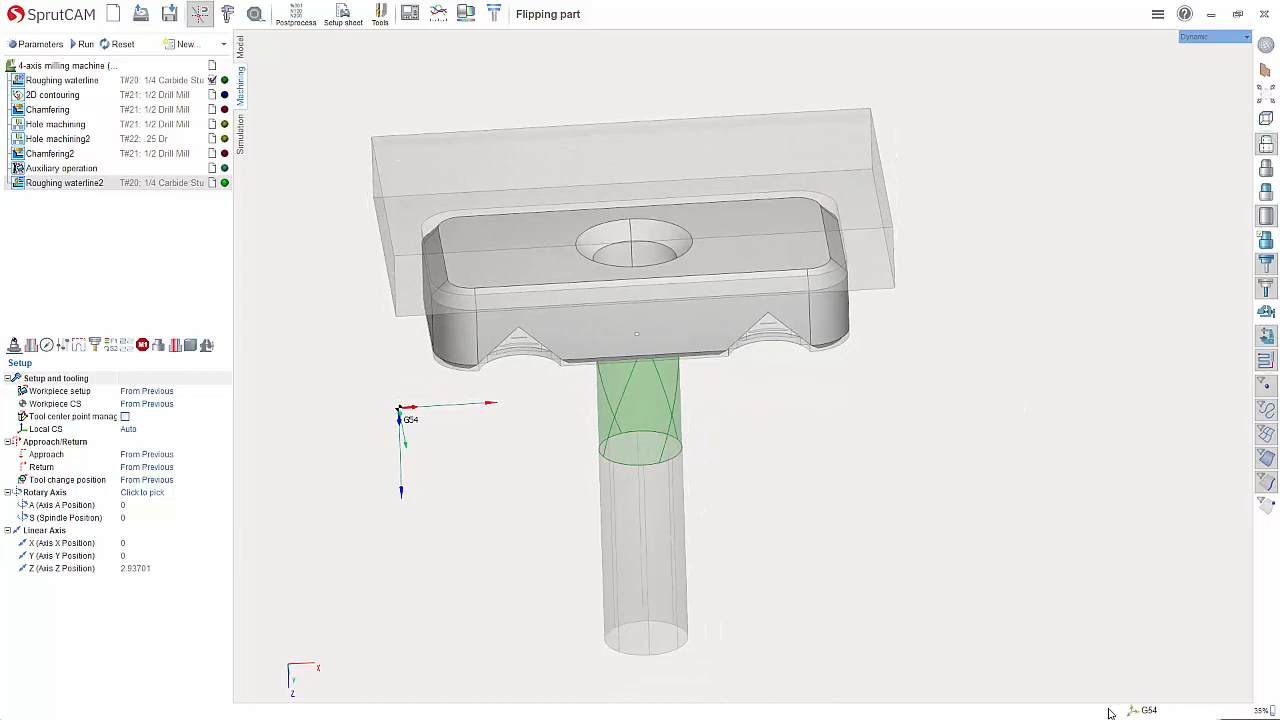 SprutCAM
Postprocess
Setup sheet
Tools
Flipping part
Parameters
Run
Reset
New...
4-axis milling machine (...
Roughing waterline T#20: 1/4 Carbide Stu
2D contouring T#21: 1/2 Drill Mill
Chamfering T#21: 1/2 Drill Mill
Hole machining T#21: 1/2 Drill Mill
Hole machining2 T#22: .25 Dr
Chamfering2 T#21: 1/2 Drill Mill
Auxiliary operation
Roughing waterline2 T#20: 1/4 Carbide Stu
Model
Machining
Simulation
Dynamic
Setup
Setup and tooling
Workpiece setup From Previous
Workpiece CS From Previous
Tool center point manag
Local CS Auto
Approach/Return
Approach From Previous
Return From Previous
Tool change position From Previous
Rotary Axis Click to pick
A (Axis A Position) 0
S (Spindle Position) 0
Linear Axis
X (Axis X Position) 0
Y (Axis Y Position) 0
Z (Axis Z Position) 2.93701
G54
X
Y
Z
G54